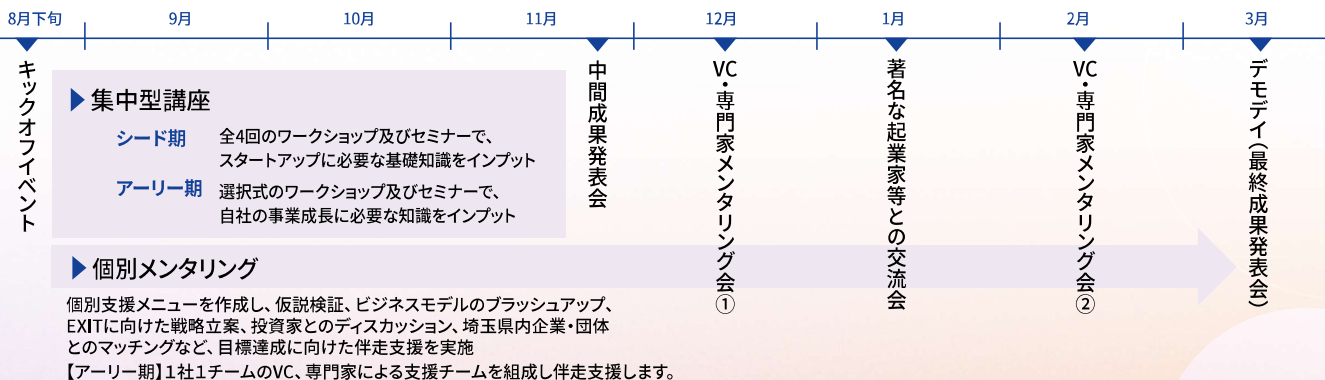 8月下旬
9月
10月
11月
12月
1月
2月
3月
キックオフイベント
▶集中型講座
シード期 全4回のワークショップ及びセミナーで、
スタートアップに必要な基礎知識をインプット
アーリー期 選択式のワークショップ及びセミナーで、
自社の事業成長に必要な知識をインプット
中間成果発表会
VC・専門家メンタリング会①
著名な起業家等との交流会
VC・専門家メンタリング会②
デモデイ（最終成果発表会）
▶個別メンタリング
個別支援メニューを作成し、仮説検証、ビジネスモデルのブラッシュアップ、
EXITに向けた戦略立案、投資家とのディスカッション、埼玉県内企業・団体
とのマッチングなど、目標達成に向けた伴走支援を実施
【アーリー期】1社1チームのVC、専門家による支援チームを組成し伴走支援します。